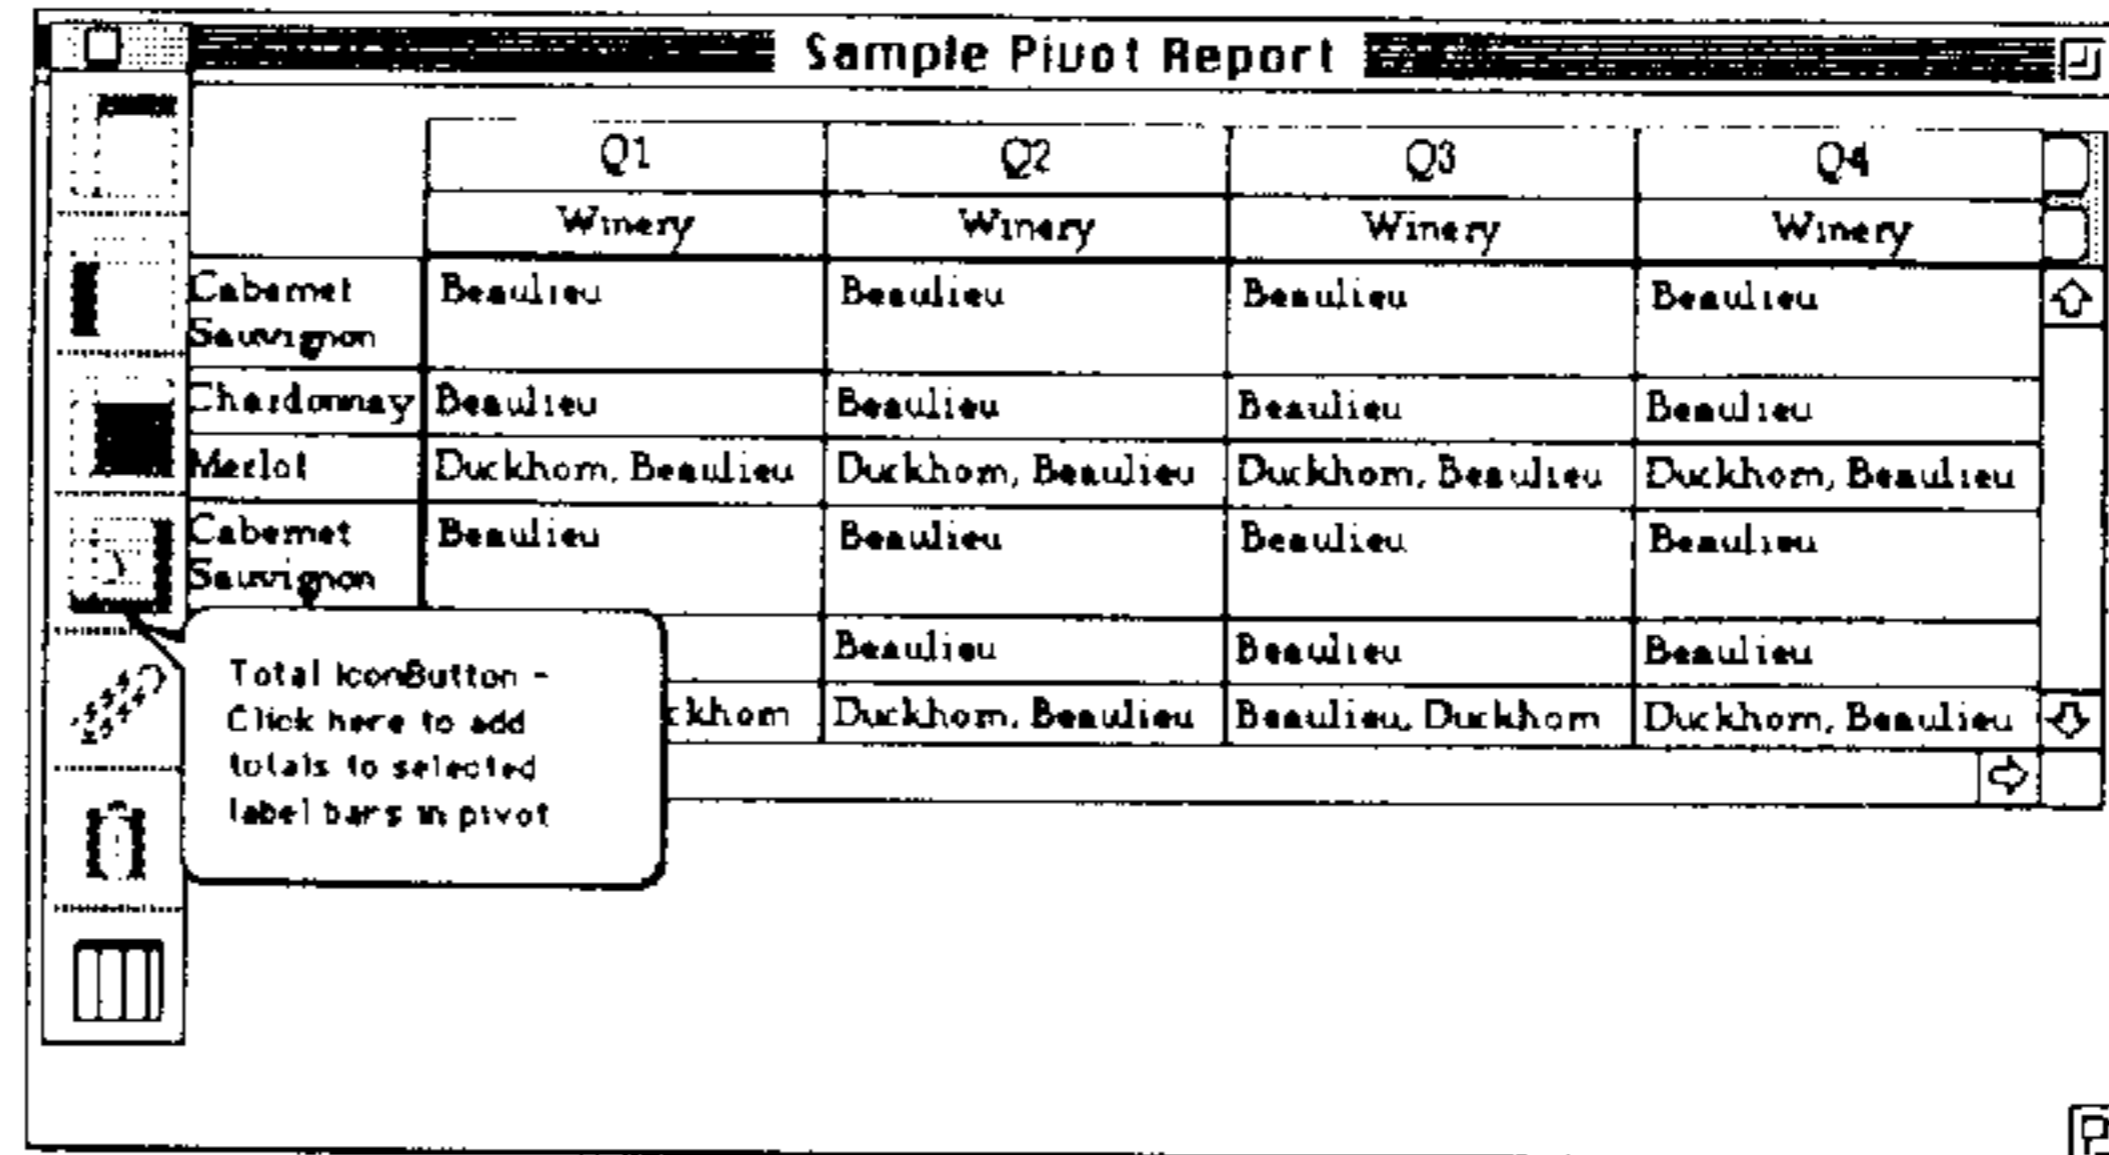 Sample Pivot Report
Q1 Q2 Q3 Q4
Winery Winery Winery Winery
Cabernet Beaulieu Beaulieu Beaulieu Beaulieu
Sauvignon
Chardonnay Beaulieu Beaulieu Beaulieu Beaulieu
Merlot Duckhorn, Beaulieu Duckhorn, Beaulieu Duckhorn, Beaulieu Duckhorn, Beaulieu
Cabernet Beaulieu Beaulieu Beaulieu Beaulieu
Sauvignon
Beaulieu Beaulieu Beaulieu
ckhorn Duckhorn, Beaulieu Beaulieu, Duckhorn Duckhorn, Beaulieu
Total IconButton -
Click here to add
totals to selected
label bars in pivot